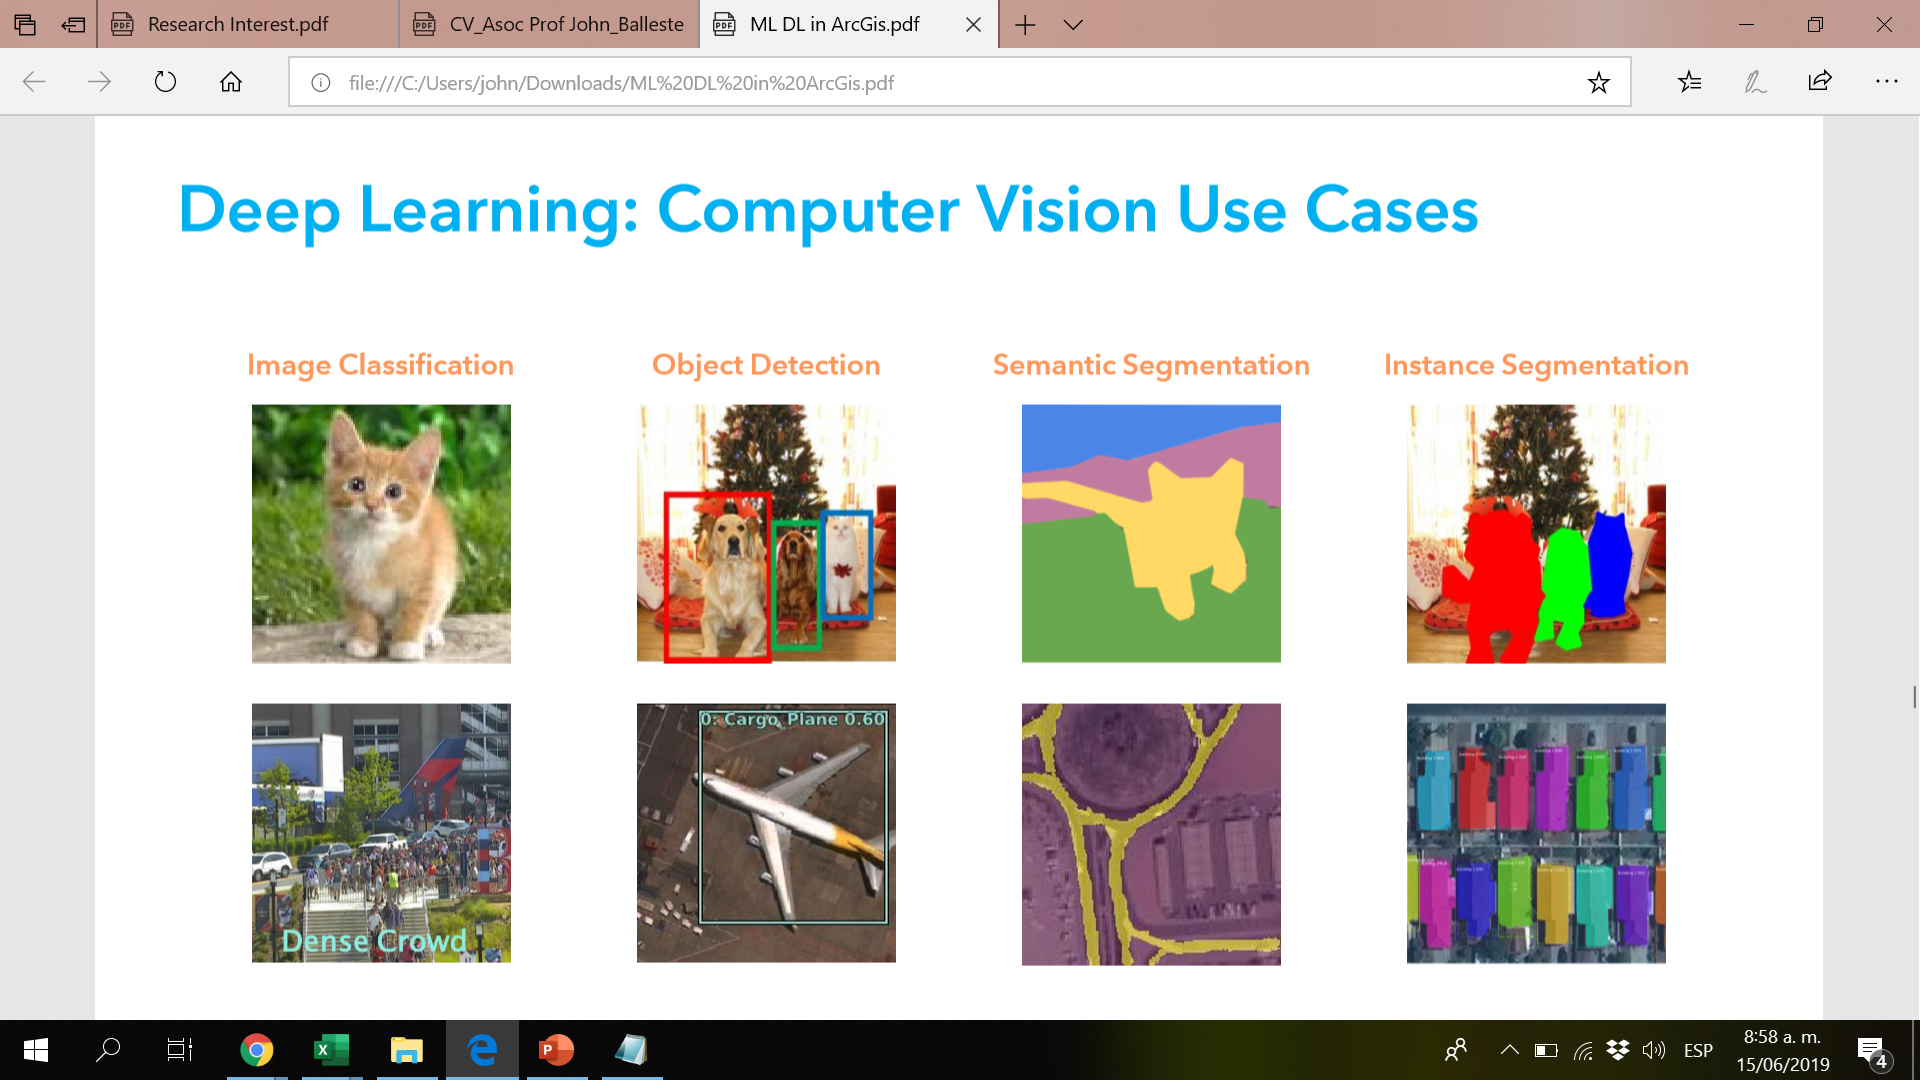 Research Interest.pdf
CV_Asoc Prof John_Balleste
ML DL in ArcGis.pdf
file:///C:/Users/john/Downloads/ML%20DL%20in%20ArcGis.pdf
Deep Learning: Computer Vision Use Cases
Image Classification
Object Detection
Semantic Segmentation
Instance Segmentation
0: Cargo Plane 0.60
Dense Crowd
ESP
8:58 a. m.
15/06/2019
4